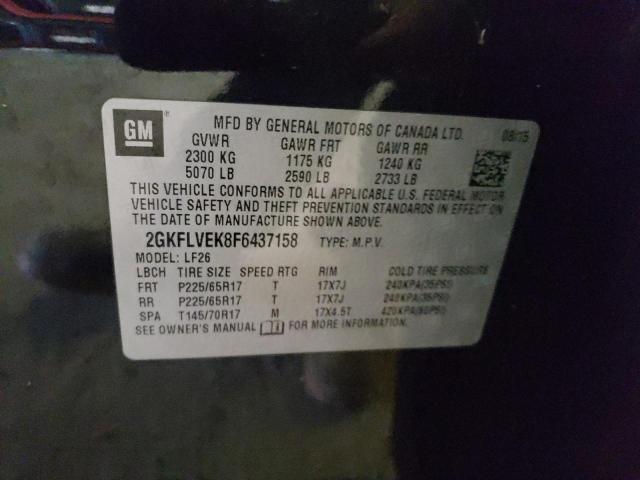 GM ®
MFD BY GENERAL MOTORS OF CANADA LTD. 08/15
GVWR GAWR FRT GAWR RR
2300 KG 1175 KG 1240 KG
5070 LB 2590 LB 2733 LB
THIS VEHICLE CONFORMS TO ALL APPLICABLE U.S. FEDERAL MOTOR
VEHICLE SAFETY AND THEFT PREVENTION STANDARDS IN EFFECT ON
THE DATE OF MANUFACTURE SHOWN ABOVE.
2GKFLVEK8F6437158 TYPE: M.P.V.
MODEL: LF26
LBCH TIRE SIZE SPEED RTG RIM COLD TIRE PRESSURE
FRT P225/65R17 T 17X7J 240KPA(35PSI)
RR P225/65R17 T 17X7J 240KPA(35PSI)
SPA T145/70R17 M 17X4.5T 420KPA(60PSI)
SEE OWNER'S MANUAL FOR MORE INFORMATION.